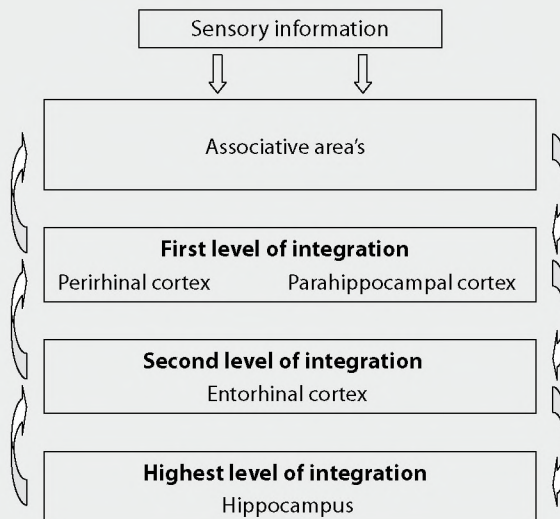 Sensory information
Associative area's
First level of integration
Perirhinal cortex Parahippocampal cortex
Second level of integration
Entorhinal cortex
Highest level of integration
Hippocampus